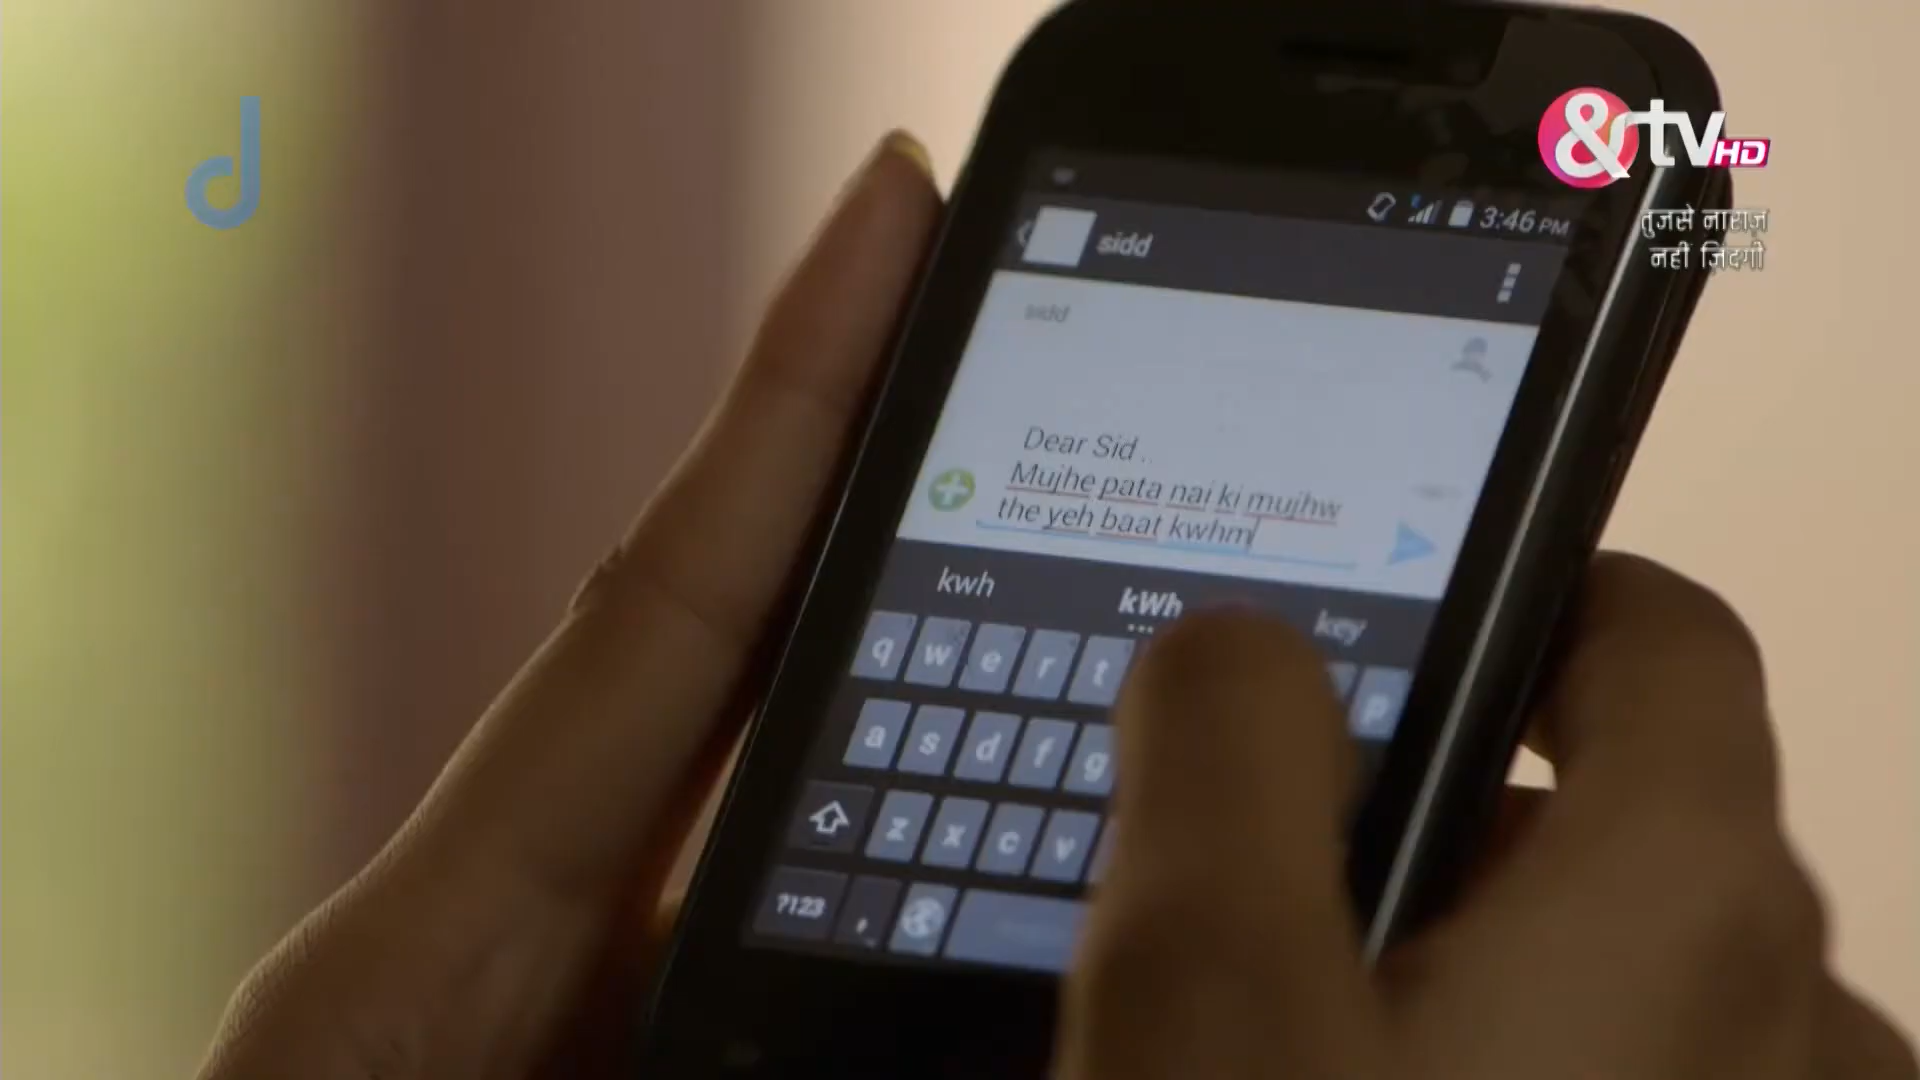 &tv HD
तुजसे नाराज़
नहीं ज़िंदगी
3:46 PM
sidd
sidd
Dear Sid ..
Mujhe pata nai ki mujhw
the yeh baat kwhm
kwh kWh key
q w e r t p
a s d f g
z x c v
?123 ,